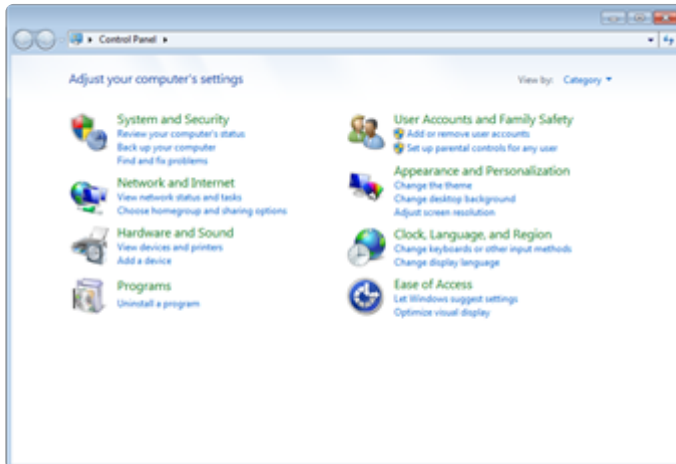 Control Panel
Adjust your computer's settings
View by: Category
System and Security
Review your computer's status
Back up your computer
Find and fix problems
Network and Internet
View network status and tasks
Choose homegroup and sharing options
Hardware and Sound
View devices and printers
Add a device
Programs
Uninstall a program
User Accounts and Family Safety
Add or remove user accounts
Set up parental controls for any user
Appearance and Personalization
Change the theme
Change desktop background
Adjust screen resolution
Clock, Language, and Region
Change keyboards or other input methods
Change display language
Ease of Access
Let Windows suggest settings
Optimize visual display